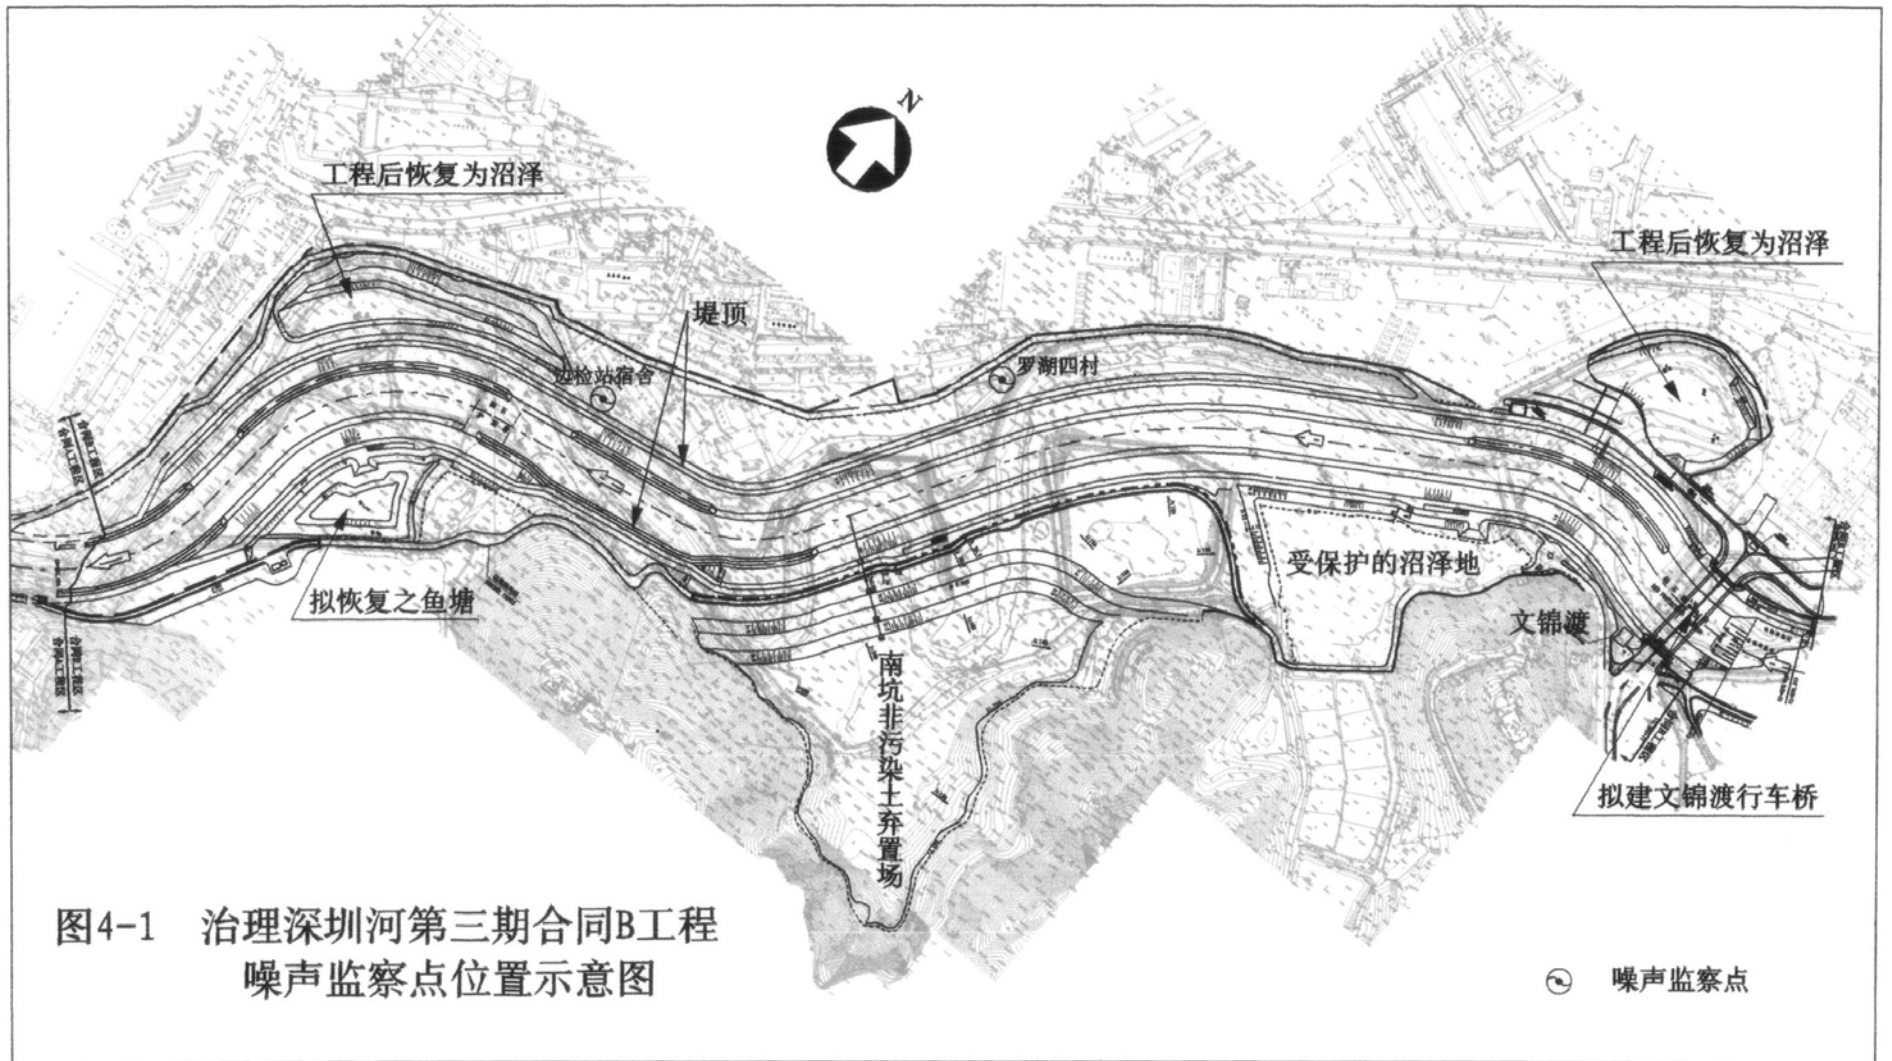 N
工程后恢复为沼泽
工程后恢复为沼泽
堤顶
罗湖四村
边检站宿舍
受保护的沼泽地
拟恢复之鱼塘
文锦渡
南坑非污染土弃置场
拟建文锦渡行车桥
图4-1 治理深圳河第三期合同B工程
噪声监察点位置示意图
噪声监察点